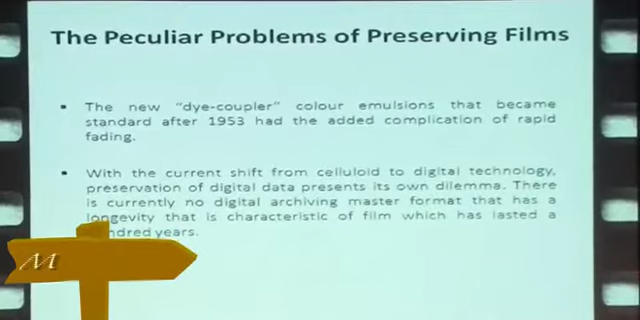 The Peculiar Problems of Preserving Films
The new "dye-coupler" colour emulsions that became
standard after 1953 had the added complication of rapid
fading.
With the current shift from celluloid to digital technology,
preservation of digital data presents its own dilemma. There
is currently no digital archiving master format that has a
longevity that is characteristic of film which has lasted a
ndred years.
M